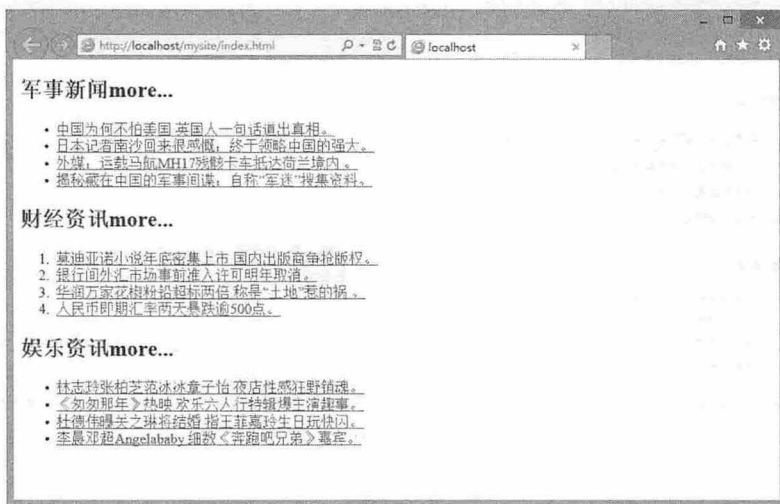 http://localhost/mysite/index.html
localhost
军事新闻more...
• 中国为何不怕美国 英国人一句话道出真相。
• 日本记者南沙回来很感慨：终于领略中国的强大。
• 外媒：运载马航MH17残骸卡车抵达荷兰境内 。
• 揭秘藏在中国的军事间谍：自称“军迷”搜集资料。
财经资讯more...
1. 莫迪亚诺小说年底密集上市 国内出版商争抢版权。
2. 银行间外汇市场事前准入许可明年取消。
3. 华润万家花椒粉铅超标两倍 称是“土地”惹的祸 。
4. 人民币即期汇率两天暴跌逾500点。
娱乐资讯more...
• 林志玲张柏芝范冰冰章子怡 夜店性感狂野销魂。
• 《匆匆那年》热映 欢乐六人行特辑爆主演趣事。
• 杜德伟曝关之琳将结婚 指王菲嘉玲生日玩快闪。
• 李晨邓超Angelababy 细数《奔跑吧兄弟》嘉宾。